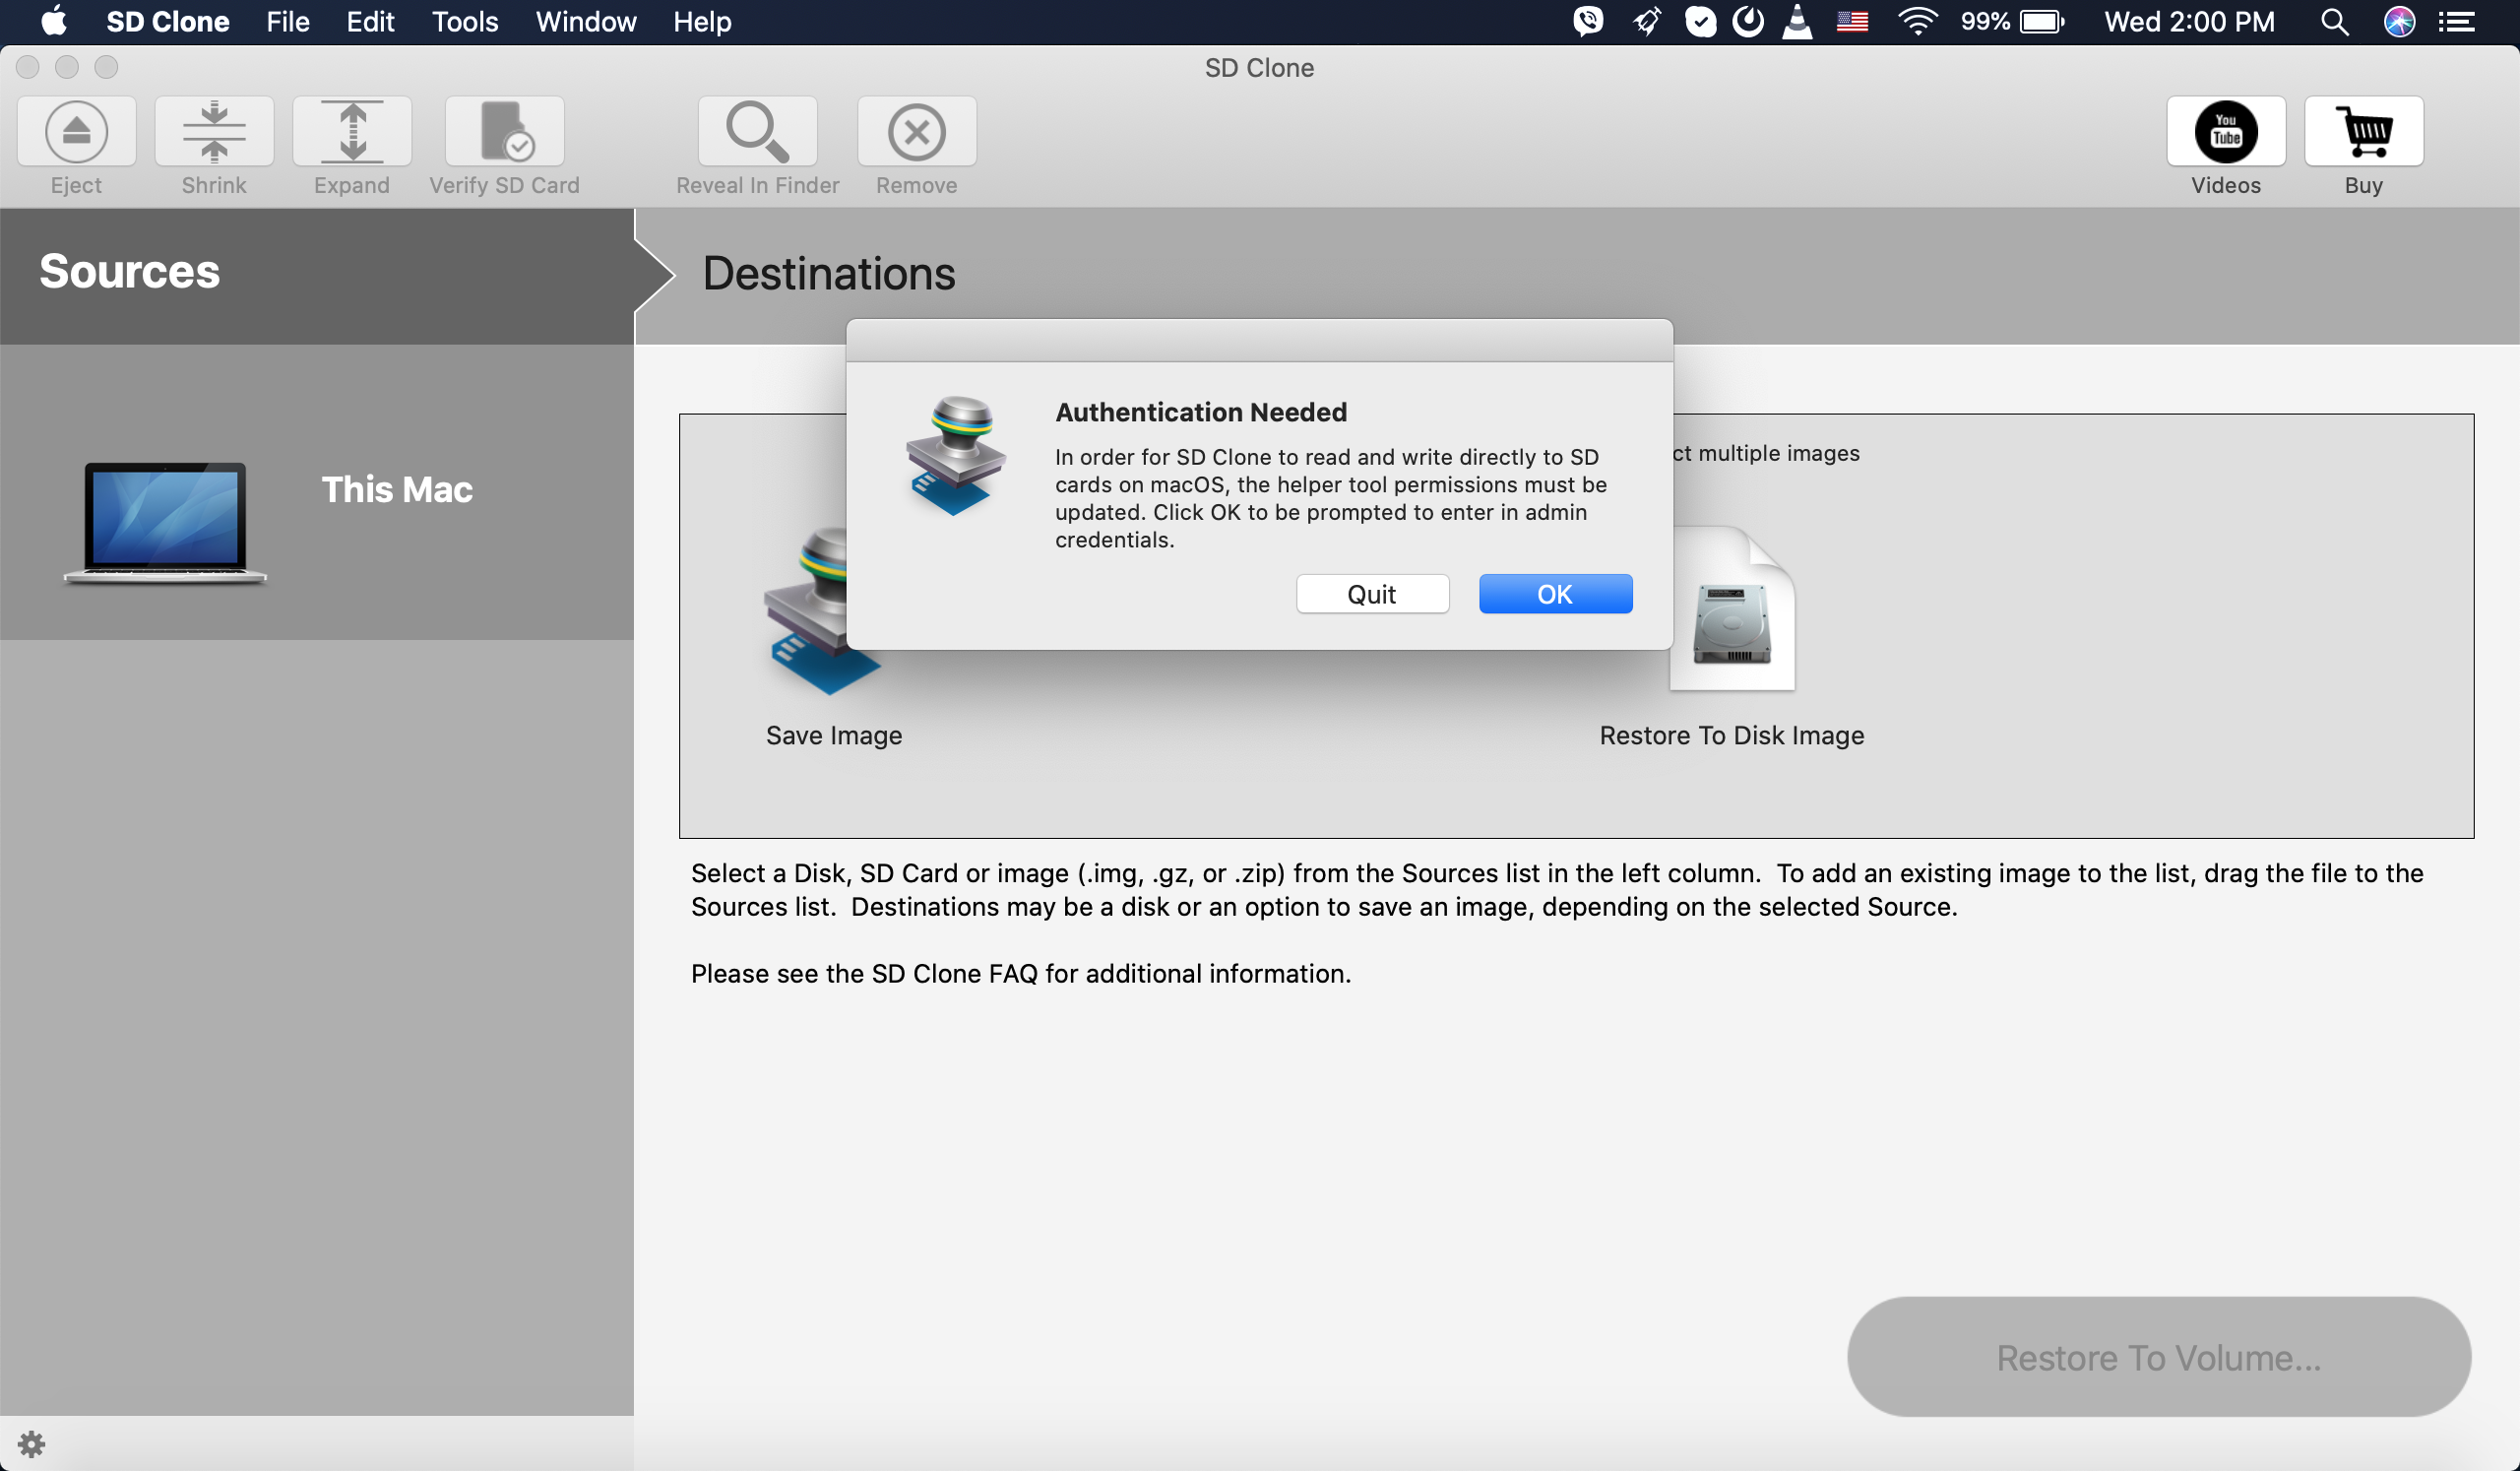 SD Clone File Edit Tools Window Help 99% Wed 2:00 PM
SD Clone
Eject Shrink Expand Verify SD Card Reveal In Finder Remove You Tube Videos Buy
Sources
Destinations
This Mac
Authentication Needed
In order for SD Clone to read and write directly to SD
cards on macOS, the helper tool permissions must be
updated. Click OK to be prompted to enter in admin
credentials.
Quit OK
ct multiple images
Save Image
Restore To Disk Image
Select a Disk, SD Card or image (.img, .gz, or .zip) from the Sources list in the left column. To add an existing image to the list, drag the file to the
Sources list. Destinations may be a disk or an option to save an image, depending on the selected Source.
Please see the SD Clone FAQ for additional information.
Restore To Volume...